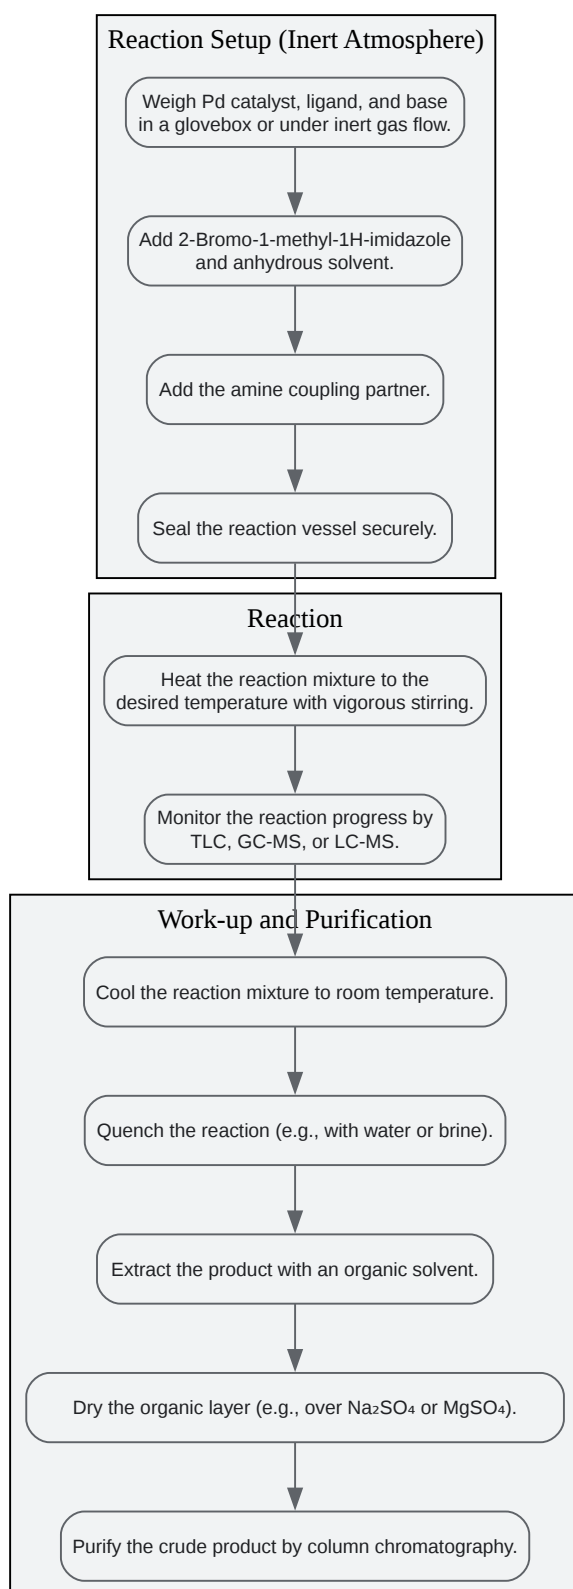 Reaction Setup (Inert Atmosphere)
Weigh Pd catalyst, ligand, and base
in a glovebox or under inert gas flow.
Add 2-Bromo-1-methyl-1H-imidazole
and anhydrous solvent.
Add the amine coupling partner.
Seal the reaction vessel securely.
Reaction
Heat the reaction mixture to the
desired temperature with vigorous stirring.
Monitor the reaction progress by
TLC, GC-MS, or LC-MS.
Work-up and Purification
Cool the reaction mixture to room temperature.
Quench the reaction (e.g., with water or brine).
Extract the product with an organic solvent.
Dry the organic layer (e.g., over Na₂SO₄ or MgSO₄).
Purify the crude product by column chromatography.